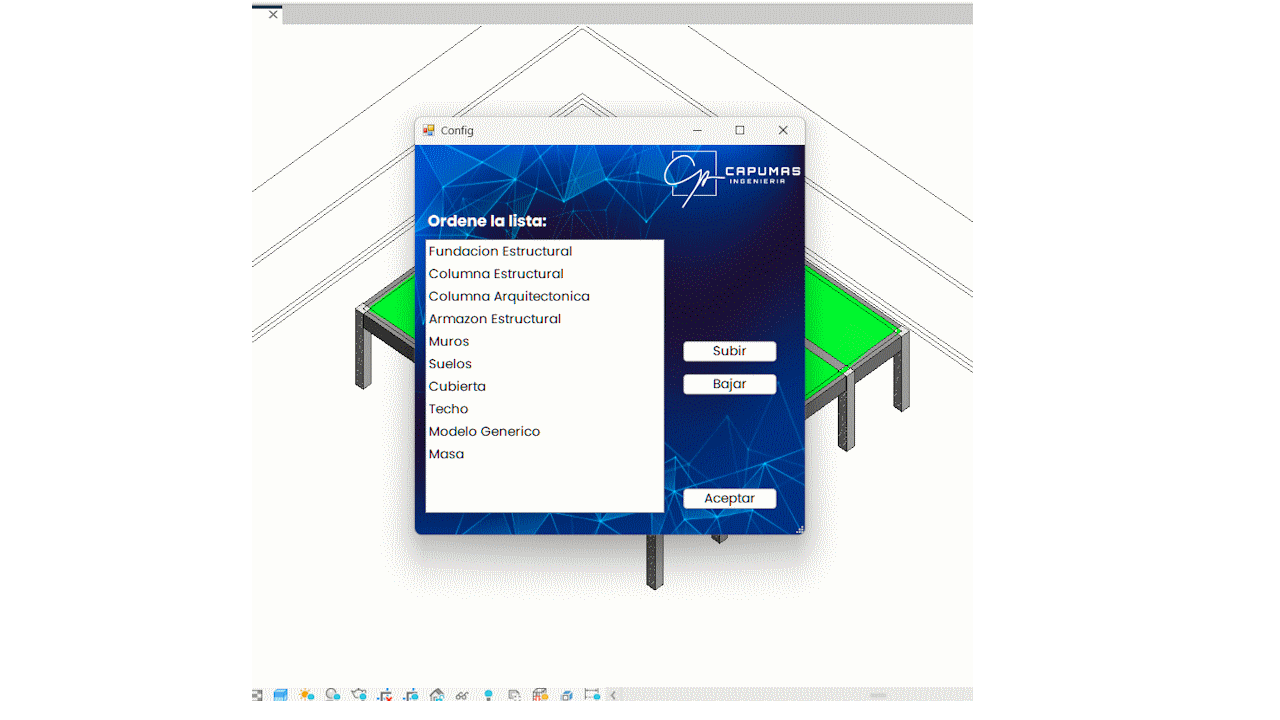 Config
CAPUMAS
INGENIERIA
Ordene la lista:
Fundacion Estructural
Columna Estructural
Columna Arquitectonica
Armazon Estructural
Muros
Suelos
Cubierta
Techo
Modelo Generico
Masa
Subir
Bajar
Aceptar